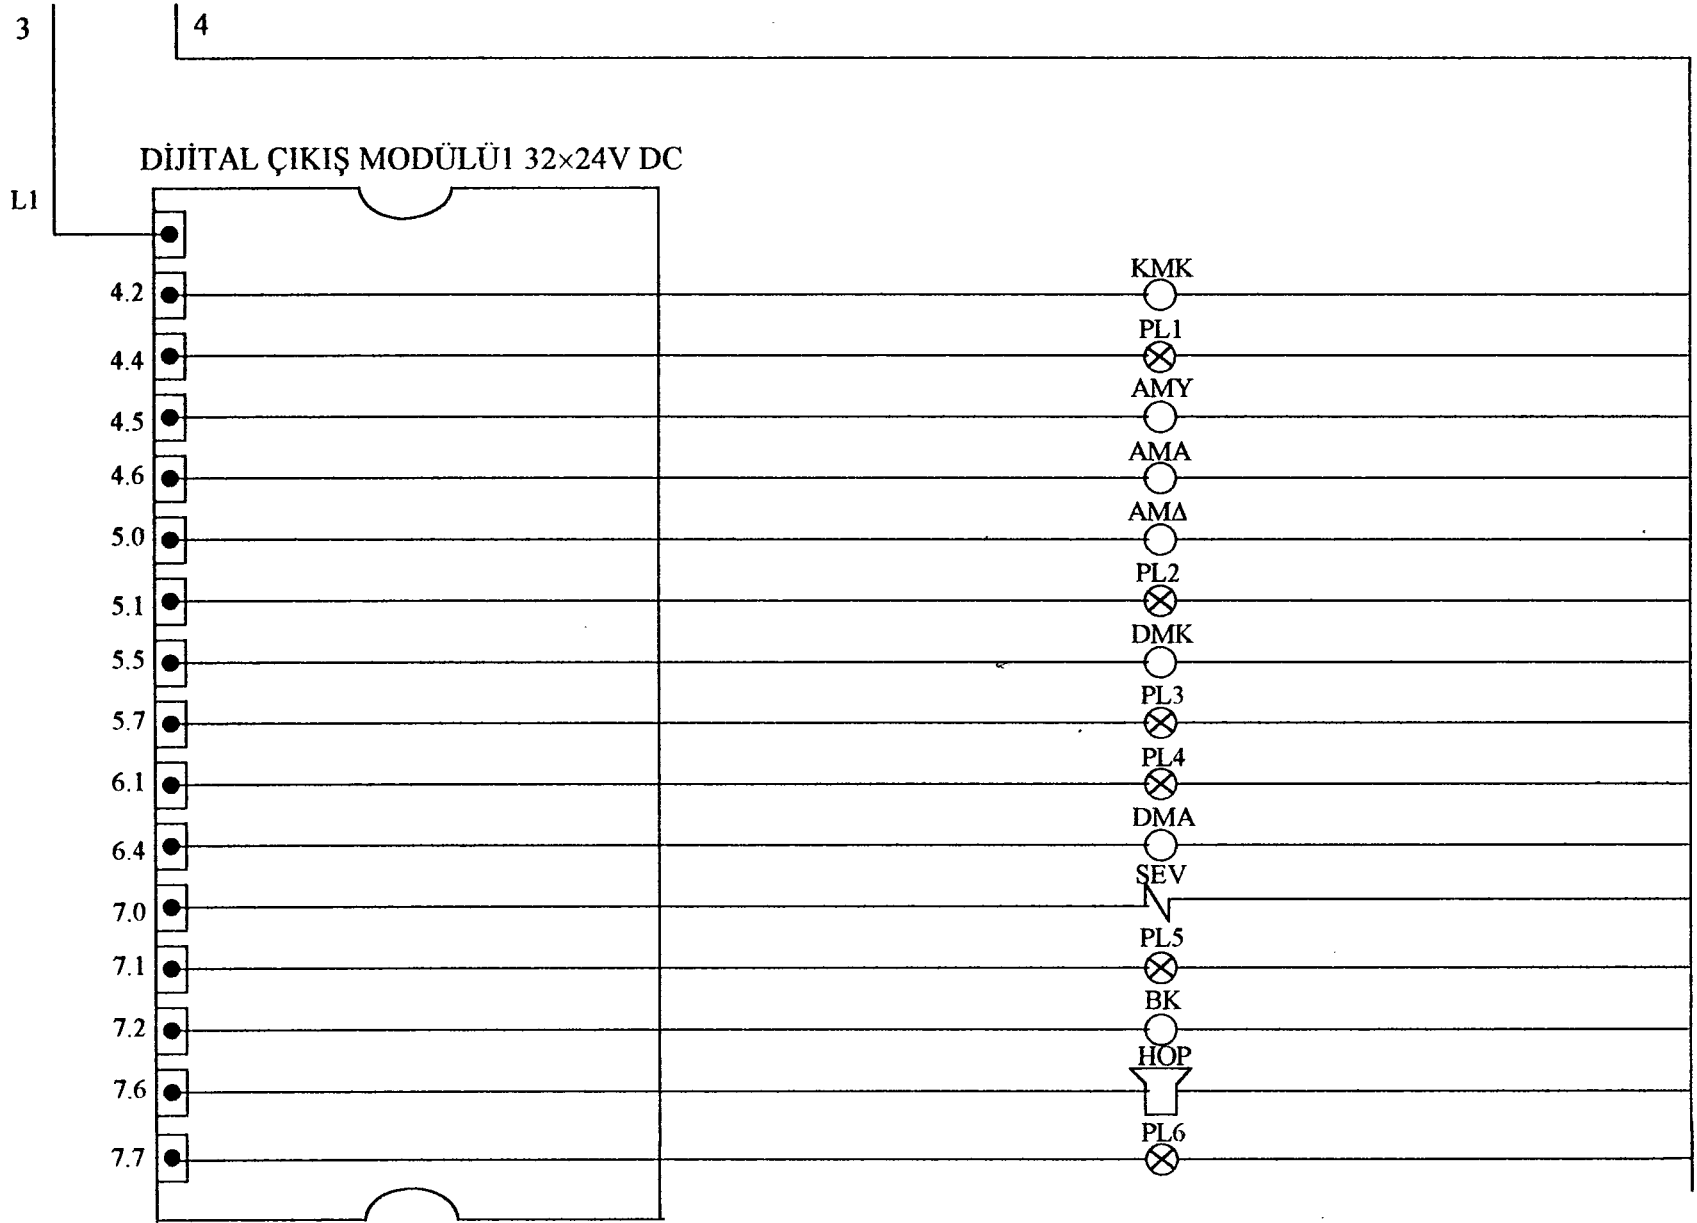 3
4
DİJİTAL ÇIKIŞ MODÜLÜ1 32×24V DC
L1
KMK
4.2
PL1
4.4
AMY
4.5
AMA
4.6
AMΔ
5.0
PL2
5.1
DMK
5.5
PL3
5.7
PL4
6.1
DMA
6.4
SEV
7.0
PL5
7.1
BK
7.2
HOP
7.6
PL6
7.7